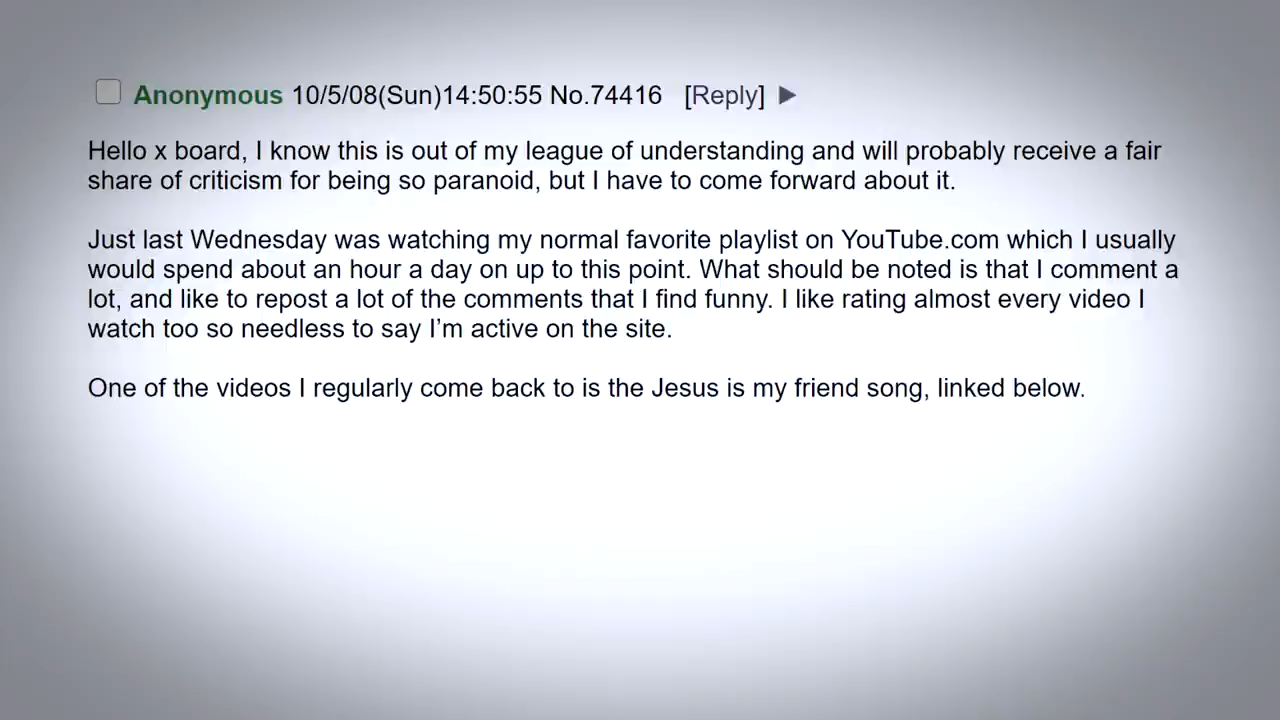 Anonymous 10/5/08(Sun)14:50:55 No.74416 [Reply] ▶
Hello x board, I know this is out of my league of understanding and will probably receive a fair
share of criticism for being so paranoid, but I have to come forward about it.
Just last Wednesday was watching my normal favorite playlist on YouTube.com which I usually
would spend about an hour a day on up to this point. What should be noted is that I comment a
lot, and like to repost a lot of the comments that I find funny. I like rating almost every video I
watch too so needless to say I’m active on the site.
One of the videos I regularly come back to is the Jesus is my friend song, linked below.